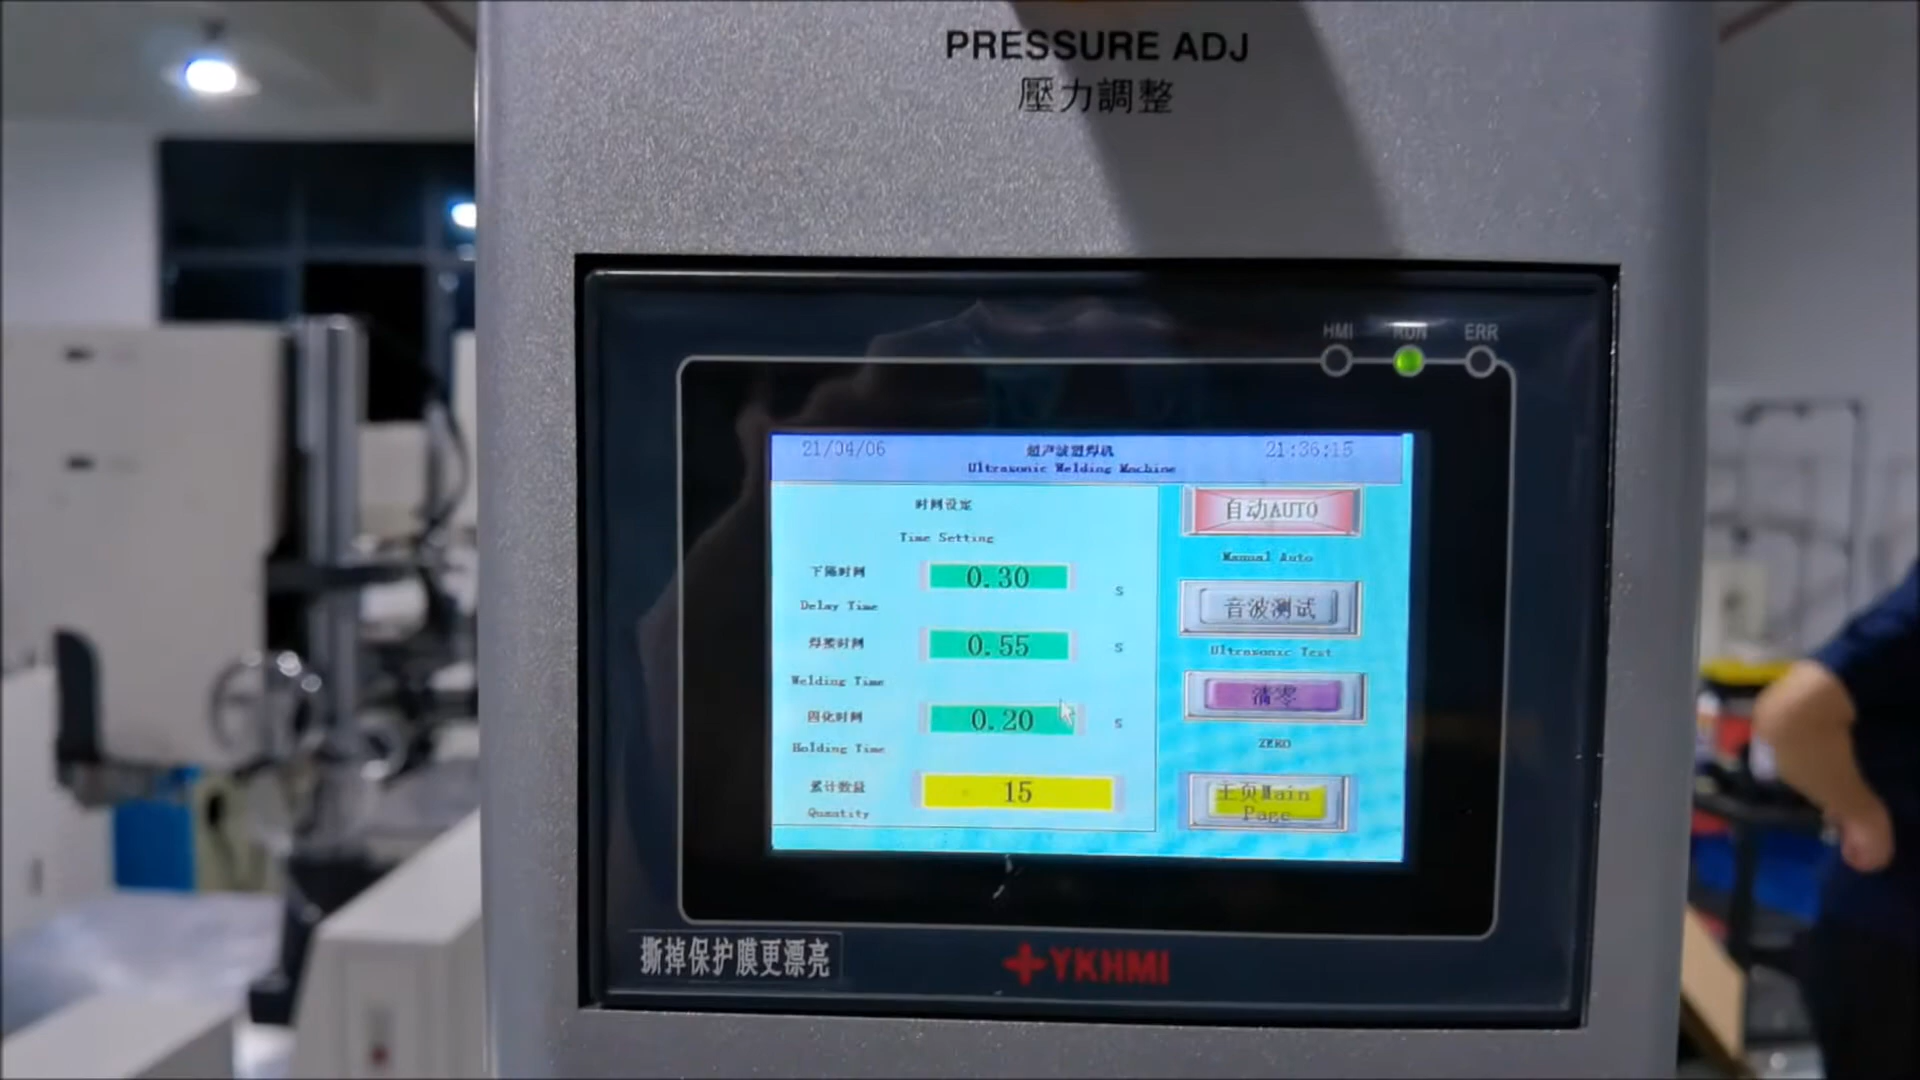 PRESSURE ADJ
壓力調整
HMI RUN ERR
21/04/06 超声波塑焊机 21:36:15
Ultrasonic Welding Machine
时间设定
Time Setting
下降时间 0.30 s
Delay Time
焊接时间 0.55 s
Welding Time
固化时间 0.20 s
Holding Time
累计数量 15
Quantity
自动AUTO
Manual Auto
音波测试
Ultrasonic Test
清零
ZERO
主页Main
Page
撕掉保护膜更漂亮
YKHMI